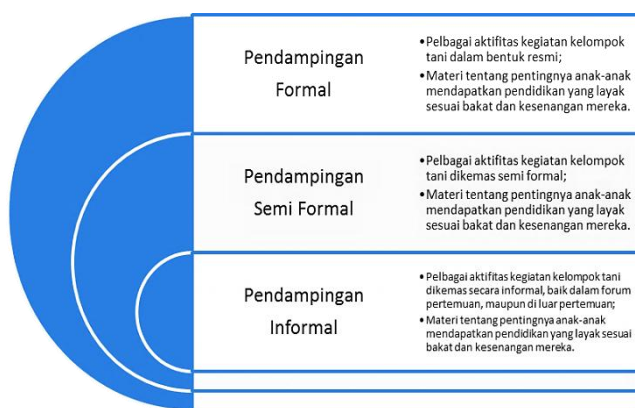 Pendampingan
Formal
•Pelbagai aktifitas kegiatan kelompok
tani dalam bentuk resmi;
•Materi tentang pentingnya anak-anak
mendapatkan pendidikan yang layak
sesuai bakat dan kesenangan mereka.
Pendampingan
Semi Formal
•Pelbagai aktifitas kegiatan kelompok
tani dikemas semi formal;
•Materi tentang pentingnya anak-anak
mendapatkan pendidikan yang layak
sesuai bakat dan kesenangan mereka.
Pendampingan
Informal
•Pelbagai aktifitas kegiatan kelompok tani
dikemas secara informal, baik dalam forum
pertemuan, maupun di luar pertemuan;
•Materi tentang pentingnya anak-anak
mendapatkan pendidikan yang layak sesuai
bakat dan kesenangan mereka.